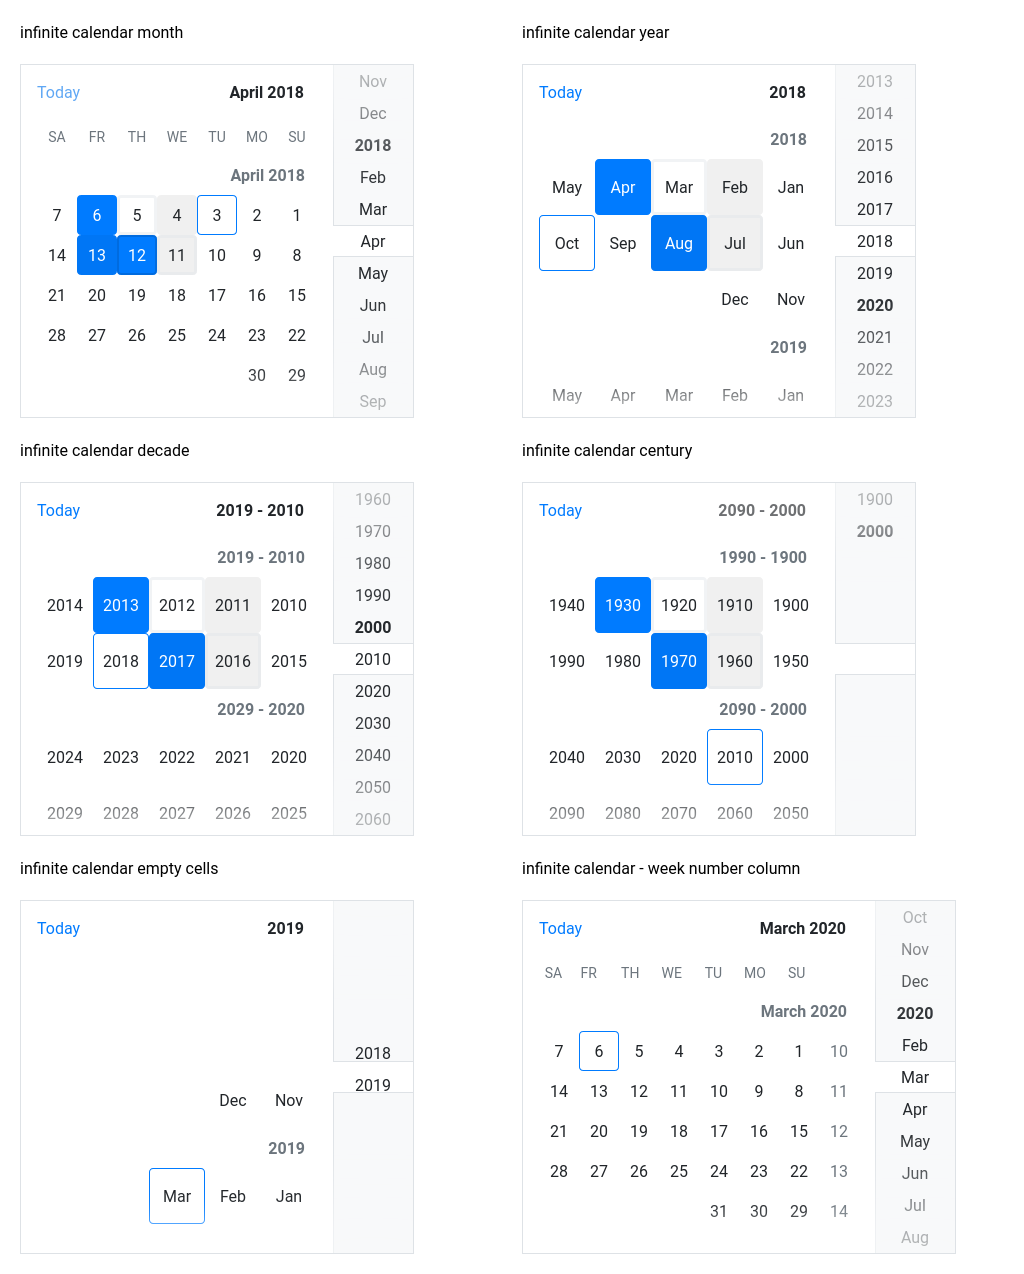 infinite calendar month
Today April 2018
SA FR TH WE TU MO SU
April 2018
7 6 5 4 3 2 1
14 13 12 11 10 9 8
21 20 19 18 17 16 15
28 27 26 25 24 23 22
30 29
Nov
Dec
2018
Feb
Mar
Apr
May
Jun
Jul
Aug
Sep
infinite calendar year
Today 2018
2018
May Apr Mar Feb Jan
Oct Sep Aug Jul Jun
Dec Nov
2019
May Apr Mar Feb Jan
2013
2014
2015
2016
2017
2018
2019
2020
2021
2022
2023
infinite calendar decade
Today 2019 - 2010
2019 - 2010
2014 2013 2012 2011 2010
2019 2018 2017 2016 2015
2029 - 2020
2024 2023 2022 2021 2020
2029 2028 2027 2026 2025
1960
1970
1980
1990
2000
2010
2020
2030
2040
2050
2060
infinite calendar century
Today 2090 - 2000
1990 - 1900
1940 1930 1920 1910 1900
1990 1980 1970 1960 1950
2090 - 2000
2040 2030 2020 2010 2000
2090 2080 2070 2060 2050
1900
2000
infinite calendar empty cells
Today 2019
Dec Nov
2019
Mar Feb Jan
2018
2019
infinite calendar - week number column
Today March 2020
SA FR TH WE TU MO SU
March 2020
7 6 5 4 3 2 1 10
14 13 12 11 10 9 8 11
21 20 19 18 17 16 15 12
28 27 26 25 24 23 22 13
31 30 29 14
Oct
Nov
Dec
2020
Feb
Mar
Apr
May
Jun
Jul
Aug